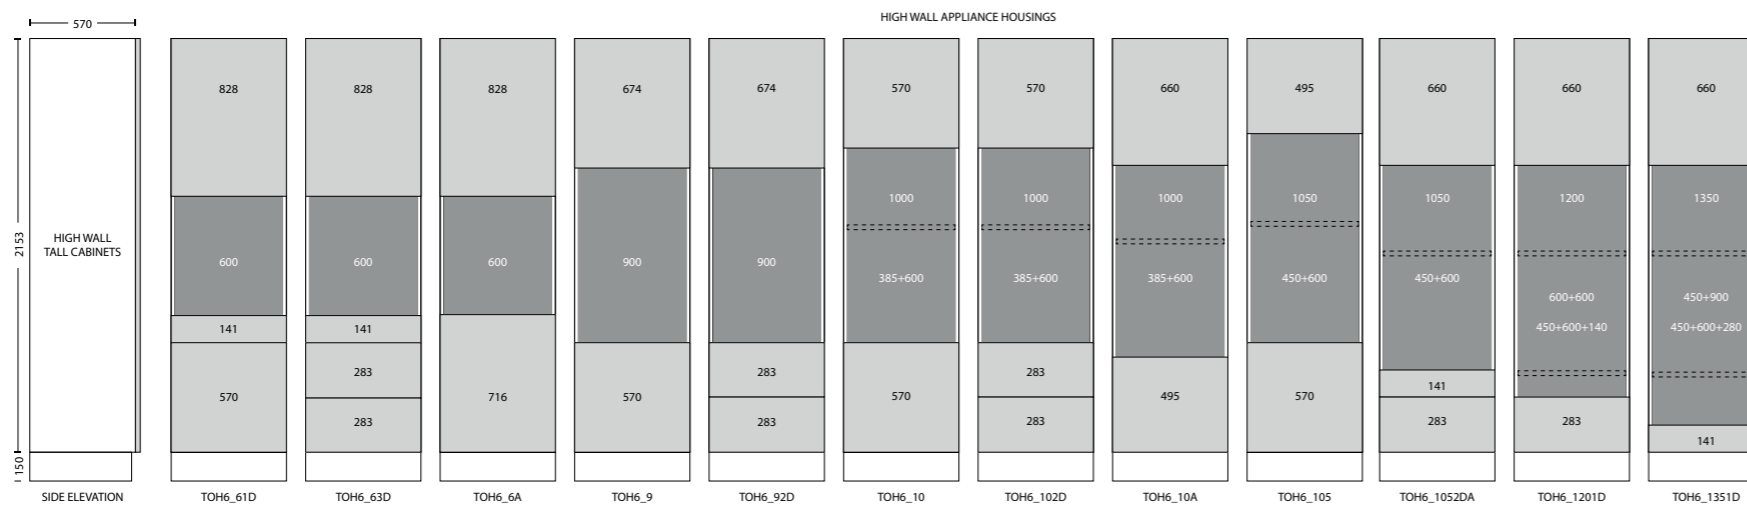 HIGH WALL APPLIANCE HOUSINGS
570
828 828 828 674 674 570 570 660 495 660 660 660
1000 1000 1000 1050 1050 1200 1350
2153
HIGH WALL
TALL CABINETS
600 600 600 900 900 385+600 385+600 385+600 450+600 450+600 600+600 450+900
450+600+140 450+600+280
141 141
283 283 283 141
570 716 570 283 570 283 495 570 283 283 141
283
150
SIDE ELEVATION TOH6_61D TOH6_63D TOH6_6A TOH6_9 TOH6_92D TOH6_10 TOH6_102D TOH6_10A TOH6_105 TOH6_1052DA TOH6_1201D TOH6_1351D